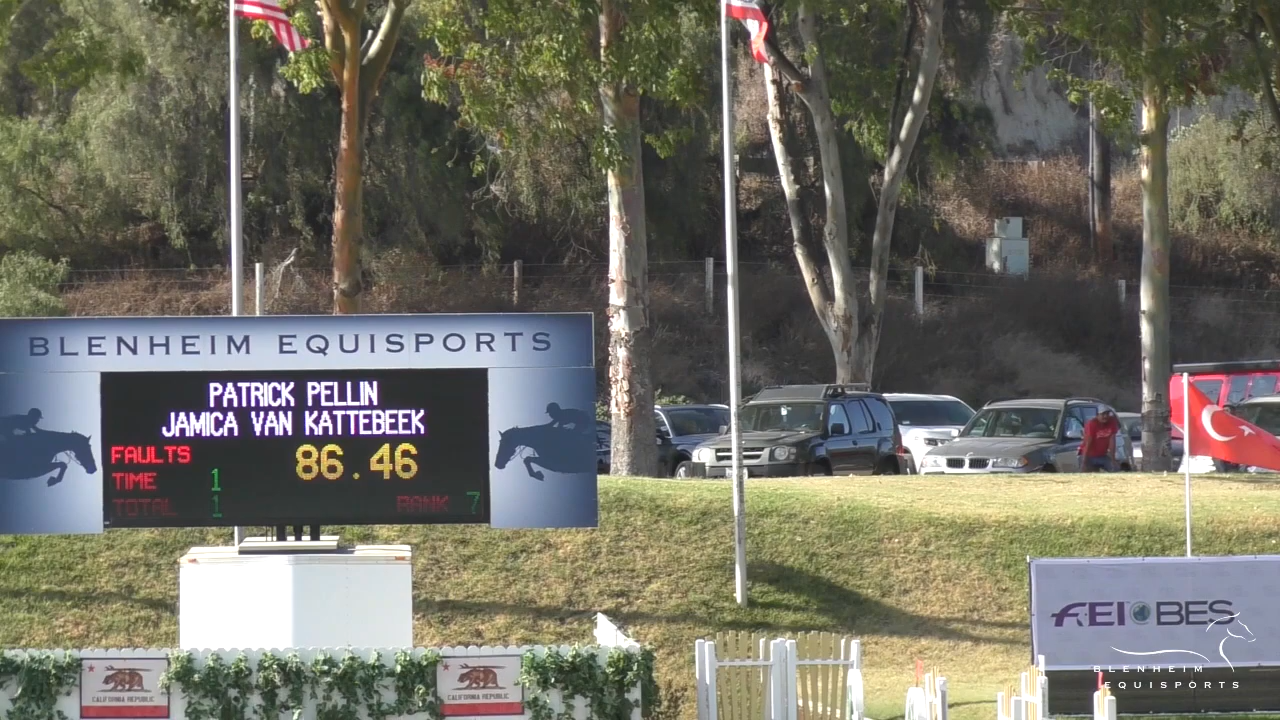 BLENHEIM EQUISPORTS
PATRICK PELLIN
JAMICA VAN KATTEBEEK
FAULTS 86.46
TIME 1
TOTAL 1 RANK 7
CALIFORNIA REPUBLIC
CALIFORNIA REPUBLIC
FEI BES
BLENHEIM
EQUISPORTS